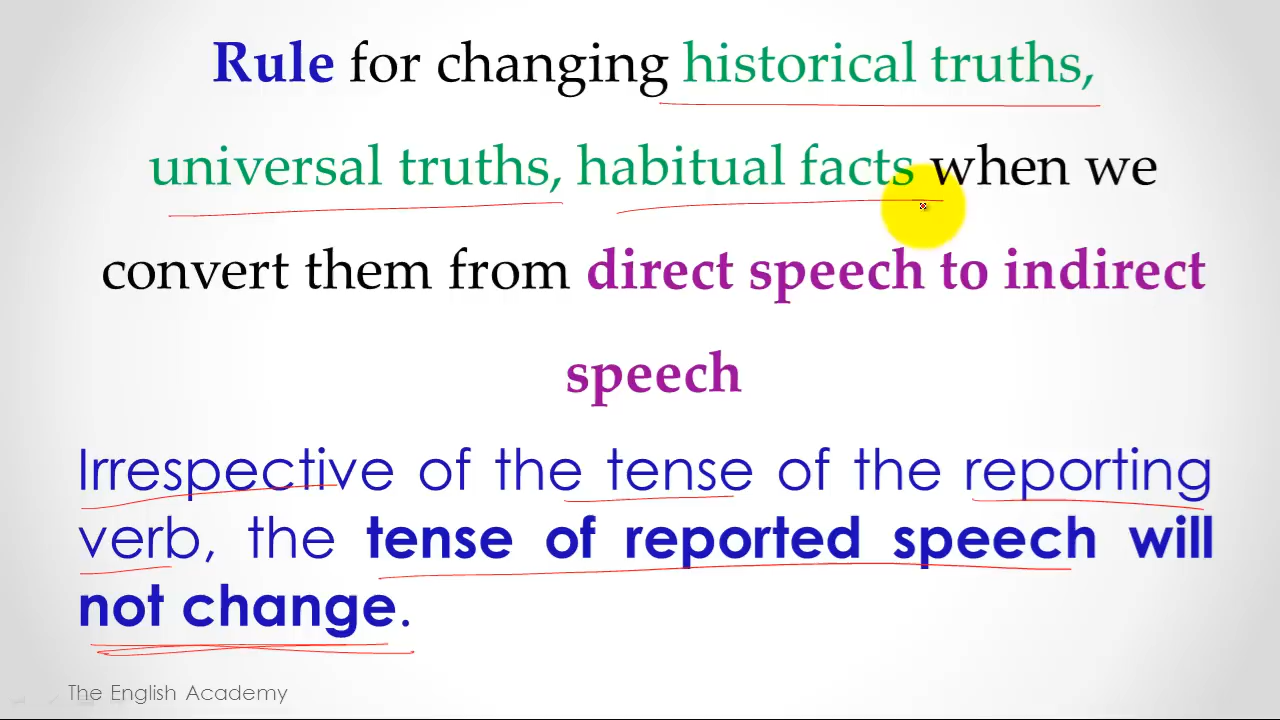 Rule for changing historical truths,
universal truths, habitual facts when we
convert them from direct speech to indirect
speech
Irrespective of the tense of the reporting
verb, the tense of reported speech will
not change.
The English Academy